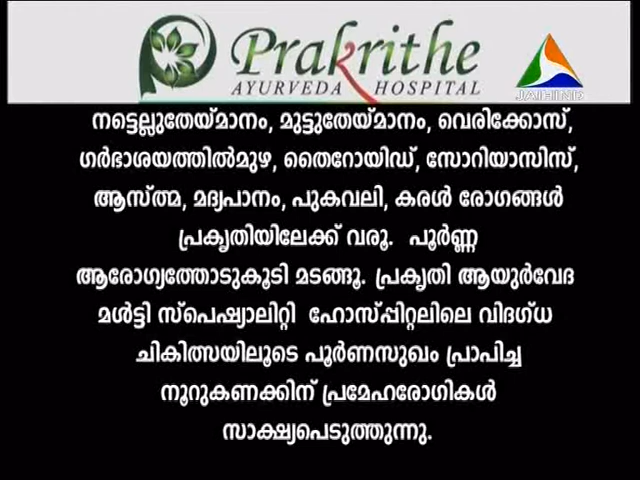 Prakrithe
AYURVEDA HOSPITAL
JAIHIND
നട്ടെല്ലുതേയ്മാനം, മുട്ടുതേയ്മാനം, വെരിക്കോസ്,
ഗർഭാശയത്തിൽമുഴ, തൈറോയിഡ്, സോറിയാസിസ്,
ആസ്ത്മ, മദ്യപാനം, പുകവലി, കരൾ രോഗങ്ങൾ
പ്രകൃതിയിലേക്ക് വരൂ. പൂർണ്ണ
ആരോഗ്യത്തോടുകൂടി മടങ്ങൂ. പ്രകൃതി ആയുർവേദ
മൾട്ടി സ്പെഷ്യാലിറ്റി ഹോസ്പിറ്റലിലെ വിദഗ്ധ
ചികിത്സയിലൂടെ പൂർണസുഖം പ്രാപിച്ച
നൂറുകണക്കിന് പ്രമേഹരോഗികൾ
സാക്ഷ്യപെടുത്തുന്നു.